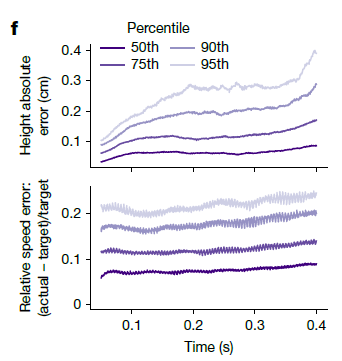 f
Percentile
50th 90th
75th 95th
Height absolute
error (cm)
0.4
0.3
0.2
0.1
Relative speed error:
(actual – target)/target
0.2
0.1
0
0.1 0.2 0.3 0.4
Time (s)